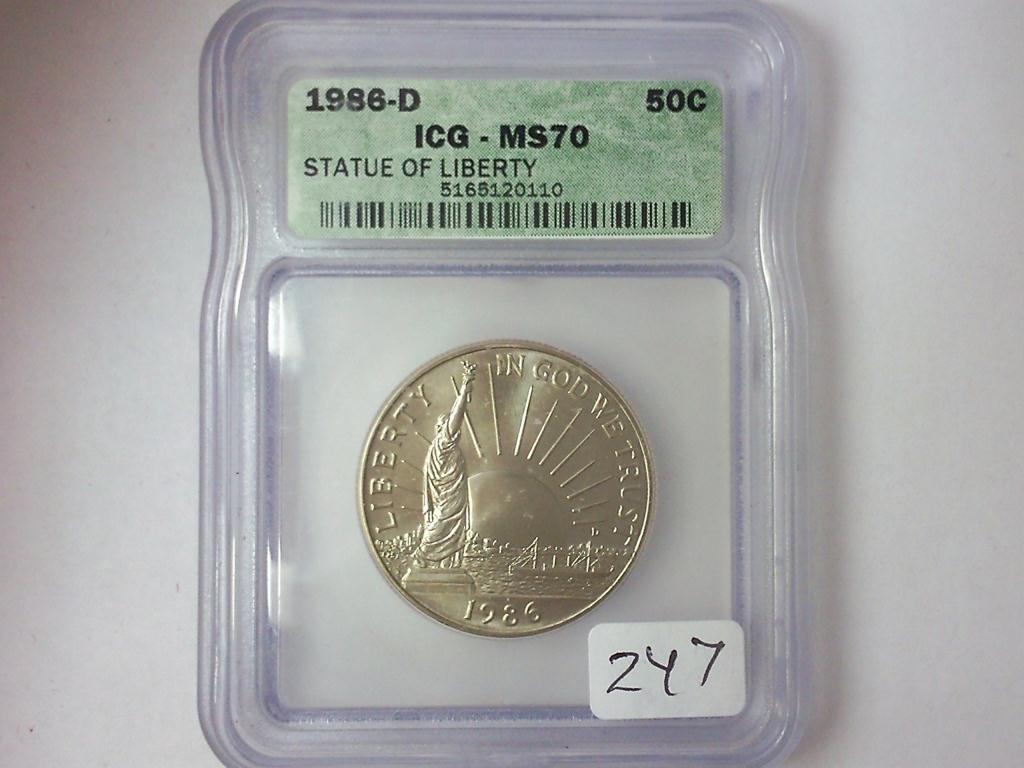 1986-D 50C
ICG - MS70
STATUE OF LIBERTY
5165120110
LIBERTY IN GOD WE TRUST
D
1986
247